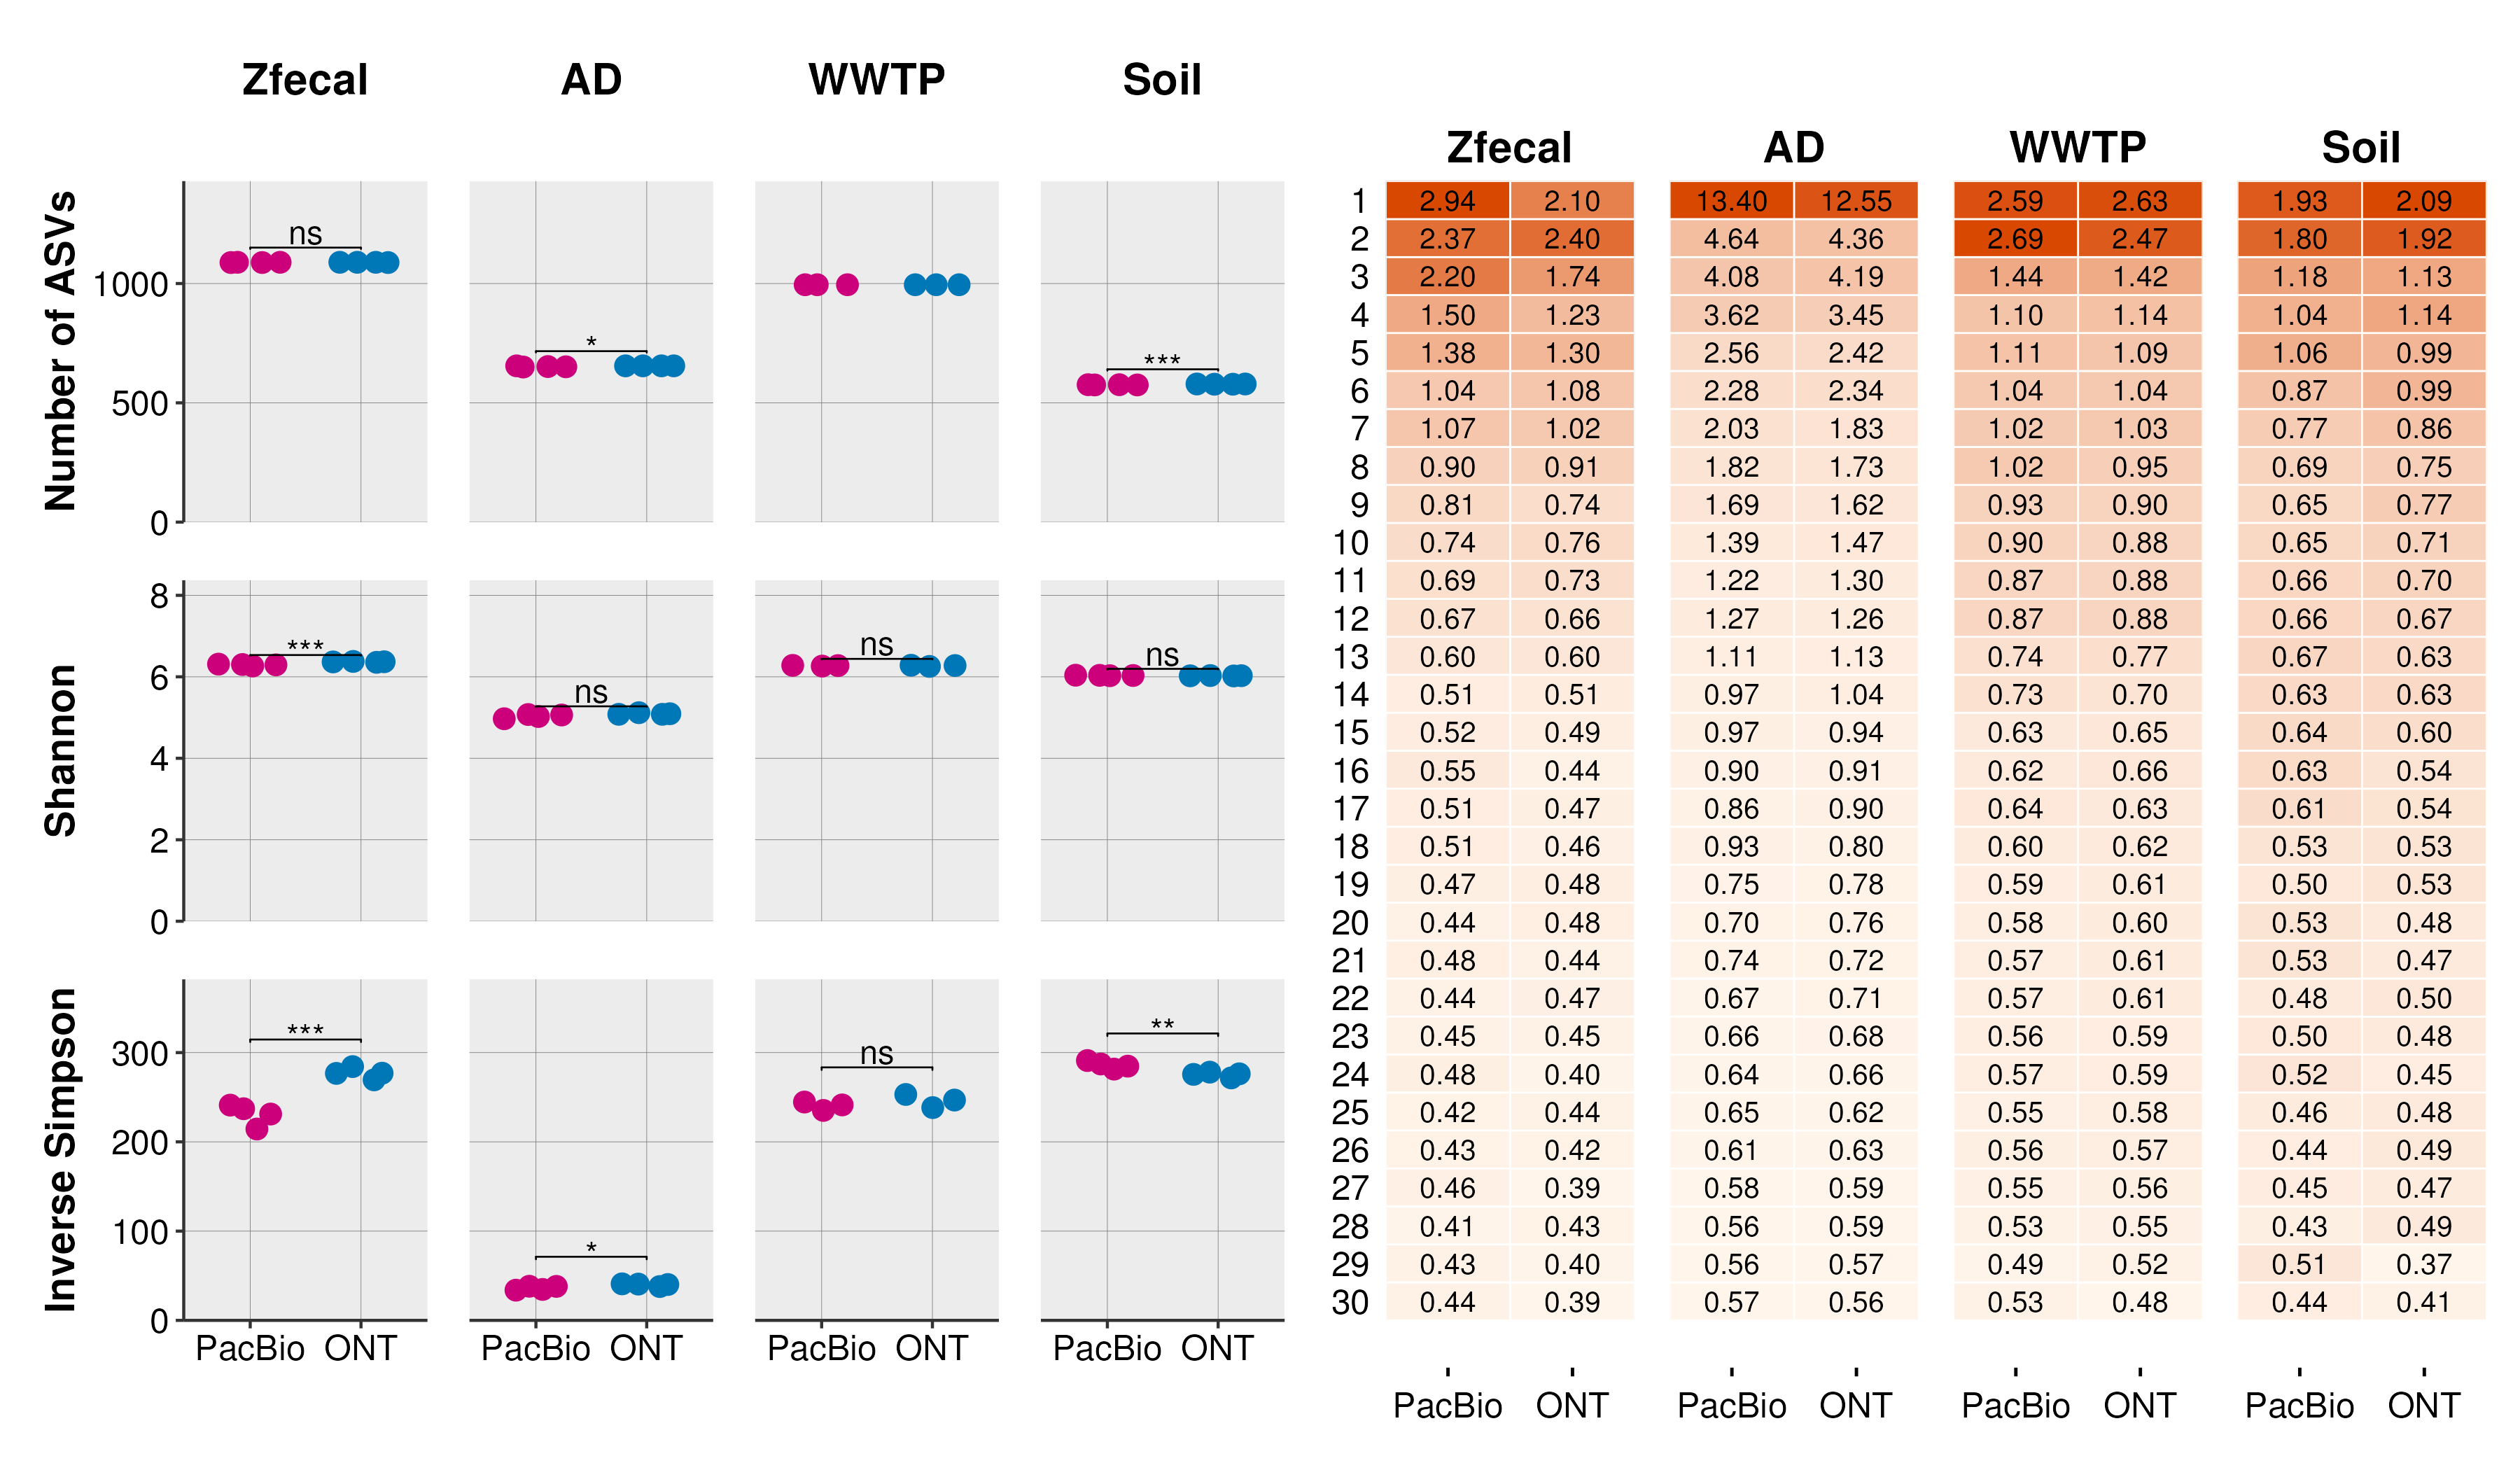 Zfecal AD WWTP Soil
Number of ASVs
1000
500
0
ns
*
***
Shannon
8
6
4
2
0
***
ns
ns
ns
Inverse Simpson
300
200
100
0
***
*
ns
**
PacBio ONT PacBio ONT PacBio ONT PacBio ONT
Zfecal AD WWTP Soil
1 2.94 2.10 13.40 12.55 2.59 2.63 1.93 2.09
2 2.37 2.40 4.64 4.36 2.69 2.47 1.80 1.92
3 2.20 1.74 4.08 4.19 1.44 1.42 1.18 1.13
4 1.50 1.23 3.62 3.45 1.10 1.14 1.04 1.14
5 1.38 1.30 2.56 2.42 1.11 1.09 1.06 0.99
6 1.04 1.08 2.28 2.34 1.04 1.04 0.87 0.99
7 1.07 1.02 2.03 1.83 1.02 1.03 0.77 0.86
8 0.90 0.91 1.82 1.73 1.02 0.95 0.69 0.75
9 0.81 0.74 1.69 1.62 0.93 0.90 0.65 0.77
10 0.74 0.76 1.39 1.47 0.90 0.88 0.65 0.71
11 0.69 0.73 1.22 1.30 0.87 0.88 0.66 0.70
12 0.67 0.66 1.27 1.26 0.87 0.88 0.66 0.67
13 0.60 0.60 1.11 1.13 0.74 0.77 0.67 0.63
14 0.51 0.51 0.97 1.04 0.73 0.70 0.63 0.63
15 0.52 0.49 0.97 0.94 0.63 0.65 0.64 0.60
16 0.55 0.44 0.90 0.91 0.62 0.66 0.63 0.54
17 0.51 0.47 0.86 0.90 0.64 0.63 0.61 0.54
18 0.51 0.46 0.93 0.80 0.60 0.62 0.53 0.53
19 0.47 0.48 0.75 0.78 0.59 0.61 0.50 0.53
20 0.44 0.48 0.70 0.76 0.58 0.60 0.53 0.48
21 0.48 0.44 0.74 0.72 0.57 0.61 0.53 0.47
22 0.44 0.47 0.67 0.71 0.57 0.61 0.48 0.50
23 0.45 0.45 0.66 0.68 0.56 0.59 0.50 0.48
24 0.48 0.40 0.64 0.66 0.57 0.59 0.52 0.45
25 0.42 0.44 0.65 0.62 0.55 0.58 0.46 0.48
26 0.43 0.42 0.61 0.63 0.56 0.57 0.44 0.49
27 0.46 0.39 0.58 0.59 0.55 0.56 0.45 0.47
28 0.41 0.43 0.56 0.59 0.53 0.55 0.43 0.49
29 0.43 0.40 0.56 0.57 0.49 0.52 0.51 0.37
30 0.44 0.39 0.57 0.56 0.53 0.48 0.44 0.41
PacBio ONT PacBio ONT PacBio ONT PacBio ONT